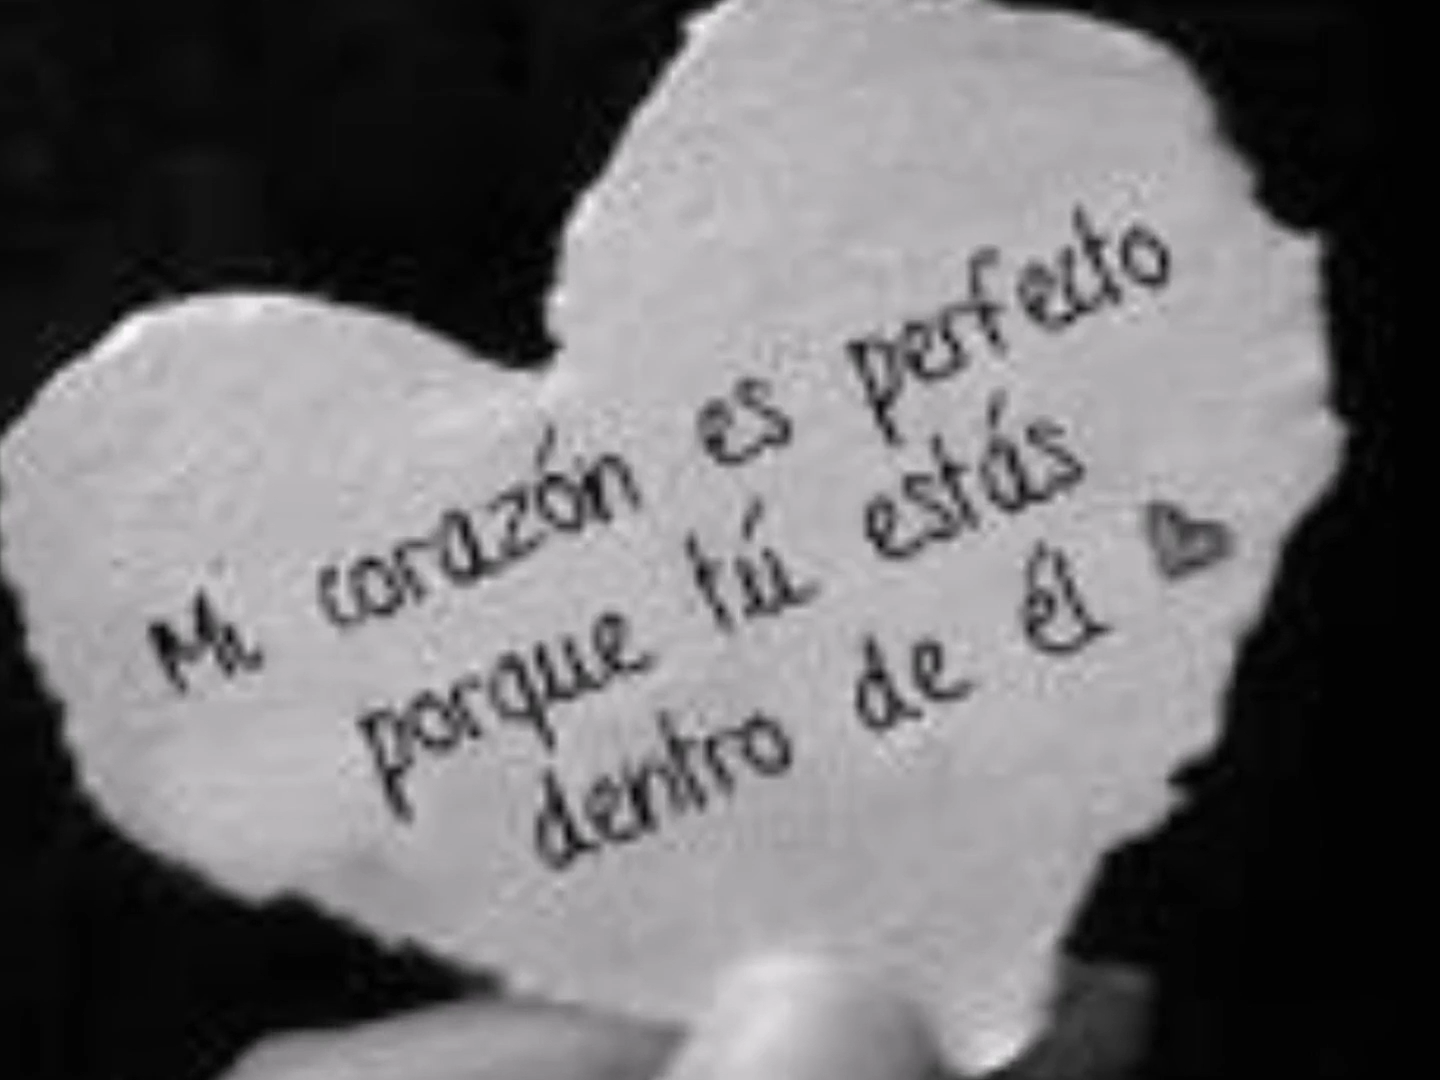 Mi corazón es perfecto
porque tú estás
dentro de él ♥